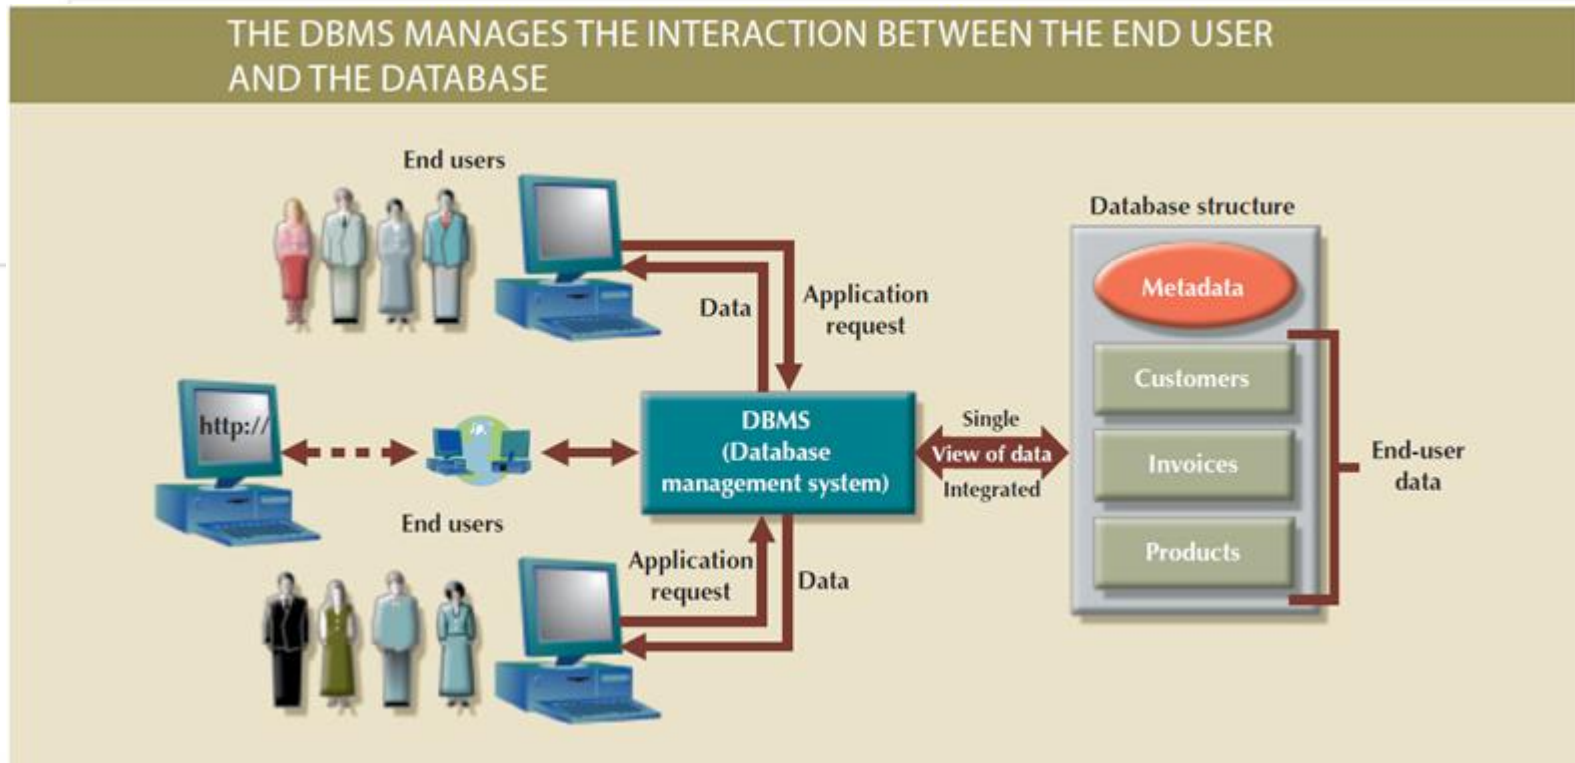 THE DBMS MANAGES THE INTERACTION BETWEEN THE END USER
AND THE DATABASE
End users
Data
Application
request
http://
End users
Application
request
Data
DBMS
(Database
management system)
Single
View of data
Integrated
Database structure
Metadata
Customers
Invoices
Products
End-user
data